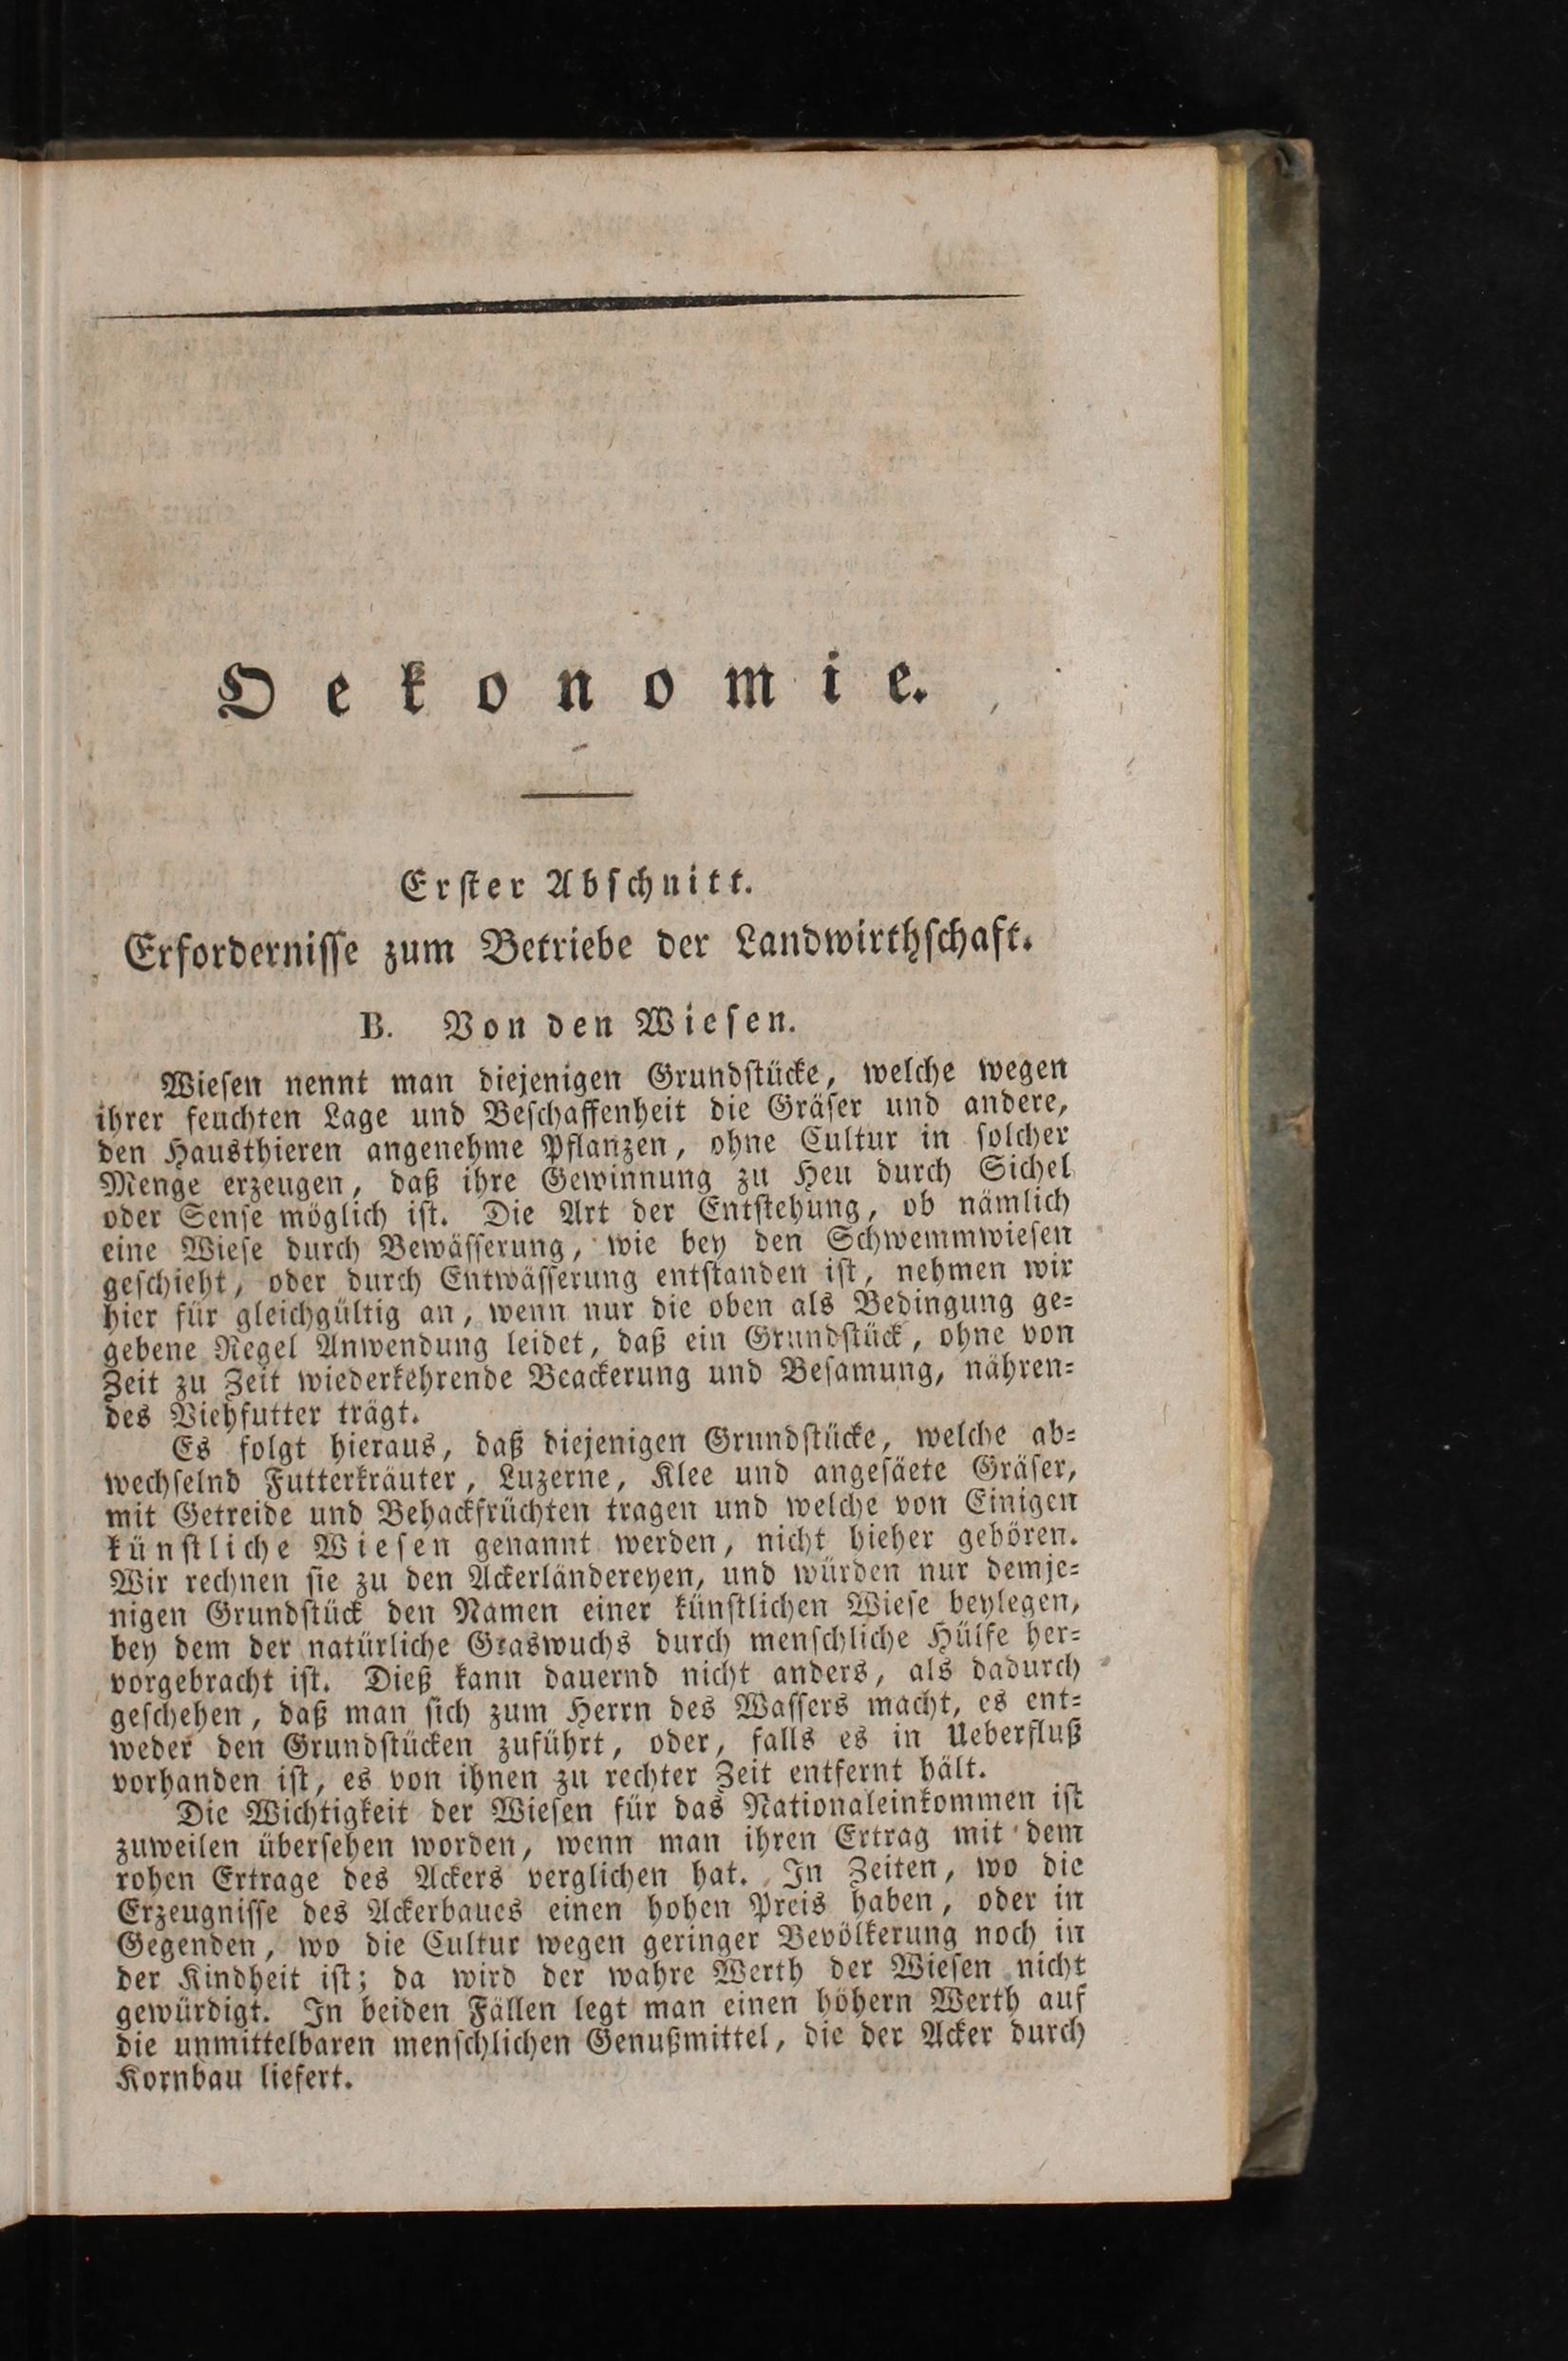 Oekonomie.
Erster Abschnitt.
Erfordernisse zum Betriebe der Landwirthschaft.
B. Von den Wiesen.
Wiesen nennt man diejenigen Grundstücke, welche wegen
ihrer feuchten Lage und Beschaffenheit die Gräser und andere,
den Hausthieren angenehme Pflanzen, ohne Cultur in solcher
Menge erzeugen, daß ihre Gewinnung zu Heu durch Sichel
oder Sense möglich ist. Die Art der Entstehung, ob nämlich
eine Wiese durch Bewässerung, wie bey den Schwemmwiesen
geschieht, oder durch Entwässerung entstanden ist, nehmen wir
hier für gleichgültig an, wenn nur die oben als Bedingung ge=
gebene Regel Anwendung leidet, daß ein Grundstück, ohne von
Zeit zu Zeit wiederkehrende Beackerung und Besamung, nähren=
des Viehfutter trägt.
Es folgt hieraus, daß diejenigen Grundstücke, welche ab=
wechselnd Futterkräuter, Luzerne, Klee und angesäete Gräser,
mit Getreide und Behackfrüchten tragen und welche von Einigen
künstliche Wiesen genannt werden, nicht hieher gehören.
Wir rechnen sie zu den Ackerländereyen, und würden nur demje=
nigen Grundstück den Namen einer künstlichen Wiese beylegen,
bey dem der natürliche Graswuchs durch menschliche Hülfe her=
vorgebracht ist. Dieß kann dauernd nicht anders, als dadurch
geschehen, daß man sich zum Herrn des Wassers macht, es ent=
weder den Grundstücken zuführt, oder, falls es in Ueberfluß
vorhanden ist, es von ihnen zu rechter Zeit entfernt hält.
Die Wichtigkeit der Wiesen für das Nationaleinkommen ist
zuweilen übersehen worden, wenn man ihren Ertrag mit dem
rohen Ertrage des Ackers verglichen hat. In Zeiten, wo die
Erzeugnisse des Ackerbaues einen hohen Preis haben, oder in
Gegenden, wo die Cultur wegen geringer Bevölkerung noch in
der Kindheit ist; da wird der wahre Werth der Wiesen nicht
gewürdigt. In beiden Fällen legt man einen höhern Werth auf
die unmittelbaren menschlichen Genußmittel, die der Acker durch
Kornbau liefert.